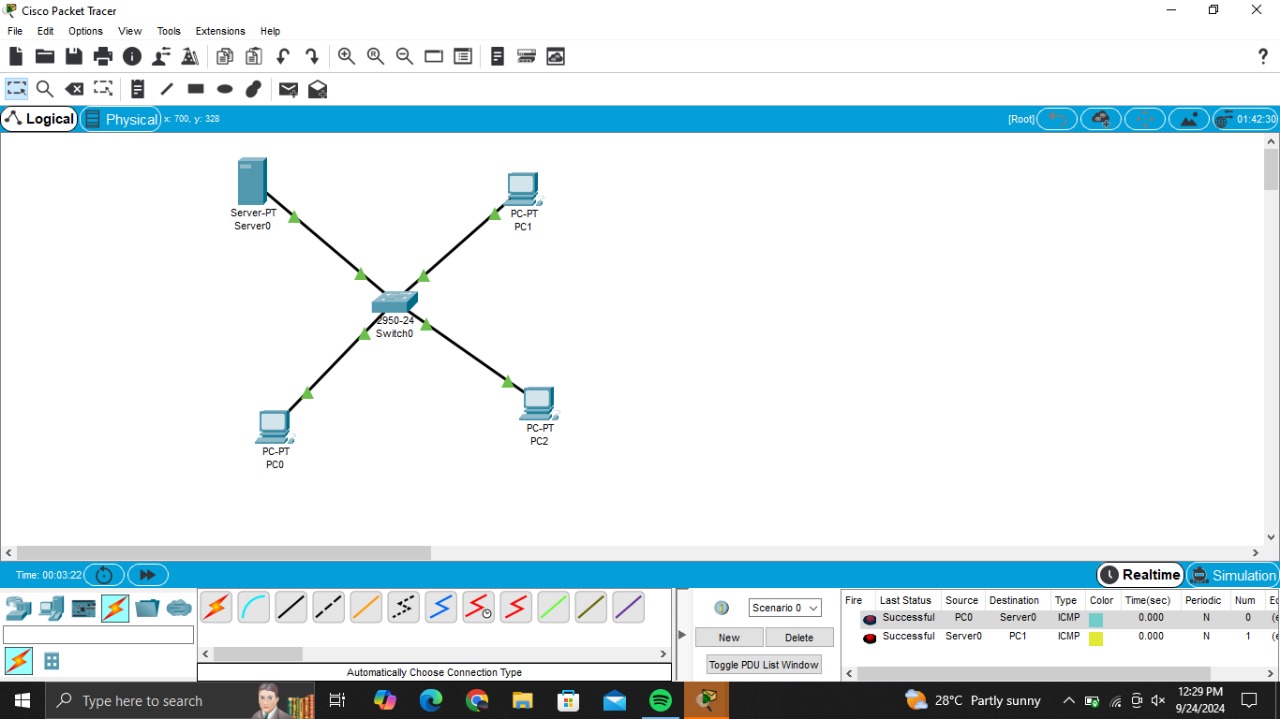 Cisco Packet Tracer
File Edit Options View Tools Extensions Help
Logical Physical x: 700, y: 328 [Root] 01:42:30
Server-PT
Server0
PC-PT
PC1
2950-24
Switch0
PC-PT
PC0
PC-PT
PC2
Time: 00:03:22 Realtime Simulation
Scenario 0
New Delete
Toggle PDU List Window
Fire Last Status Source Destination Type Color Time(sec) Periodic Num
Successful PC0 Server0 ICMP 0.000 N 0
Successful Server0 PC1 ICMP 0.000 N 1
Automatically Choose Connection Type
Type here to search
28°C Partly sunny
12:29 PM
9/24/2024